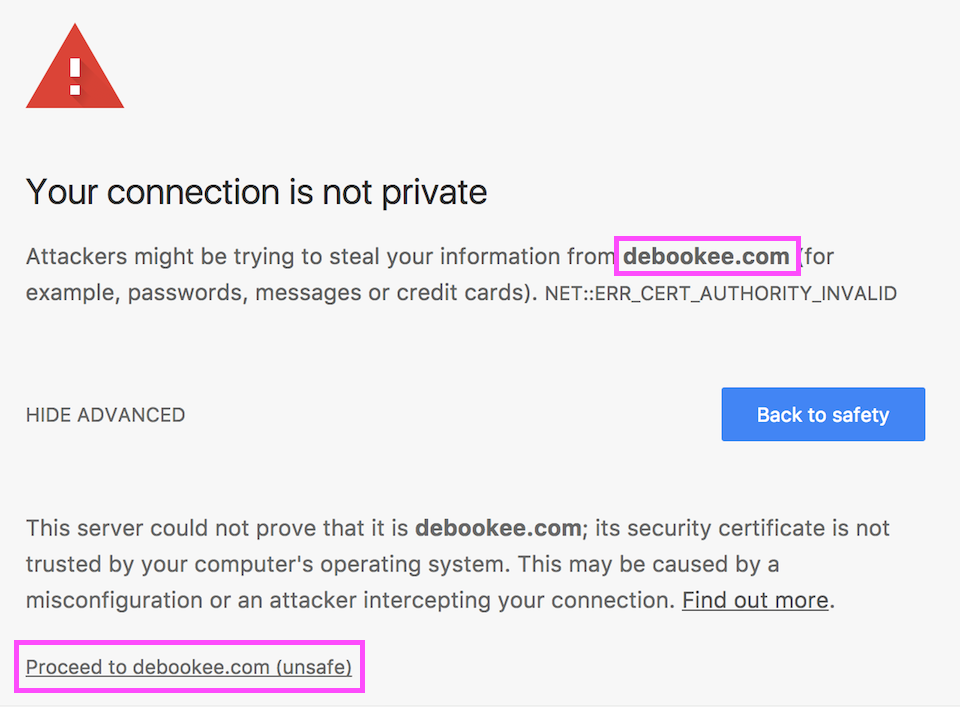 Your connection is not private
Attackers might be trying to steal your information from debookee.com (for
example, passwords, messages or credit cards). NET::ERR_CERT_AUTHORITY_INVALID
HIDE ADVANCED
Back to safety
This server could not prove that it is debookee.com; its security certificate is not
trusted by your computer's operating system. This may be caused by a
misconfiguration or an attacker intercepting your connection. Find out more.
Proceed to debookee.com (unsafe)